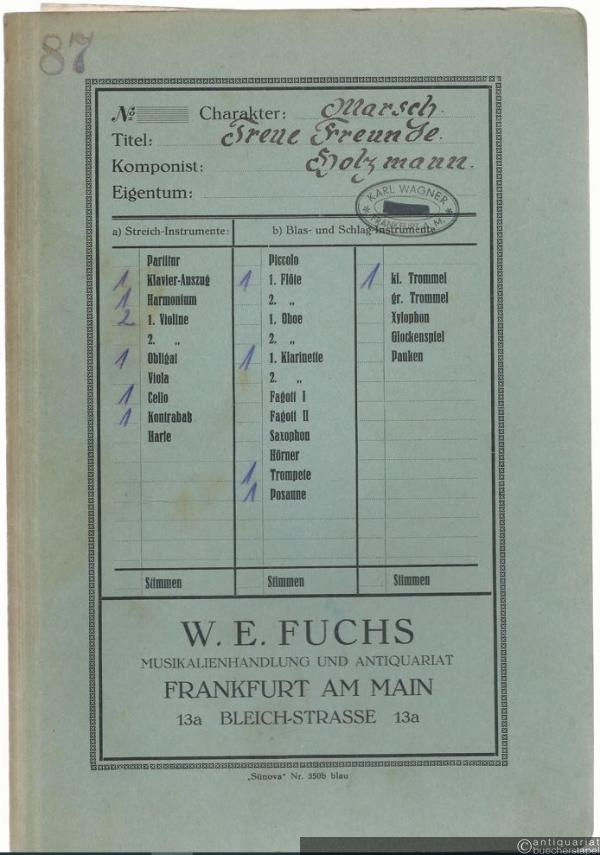 87
№ Charakter: Marsch.
Titel: Treue Freunde.
Komponist: Holzmann.
Eigentum:
KARL WAGNER
* FRANKFURT A. M. *
a) Streich-Instrumente:
Partitur
1 Klavier-Auszug
1 Harmonium
2 1. Violine
2. „
1 Obligat
Viola
1 Cello
1 Kontrabaß
Harfe
Stimmen
b) Blas- und Schlag-Instrumente
Piccolo
1 1. Flöte
2. „
1. Oboe
2. „
1 1. Klarinette
2. „
Fagott I
Fagott II
Saxophon
Hörner
1 Trompete
1 Posaune
Stimmen
1 kl. Trommel
gr. Trommel
Xylophon
Glockenspiel
Pauken
Stimmen
W. E. FUCHS
MUSIKALIENHANDLUNG UND ANTIQUARIAT
FRANKFURT AM MAIN
13a BLEICH-STRASSE 13a
„Sünova" Nr. 350b blau
©antiquariat
buecherstapel